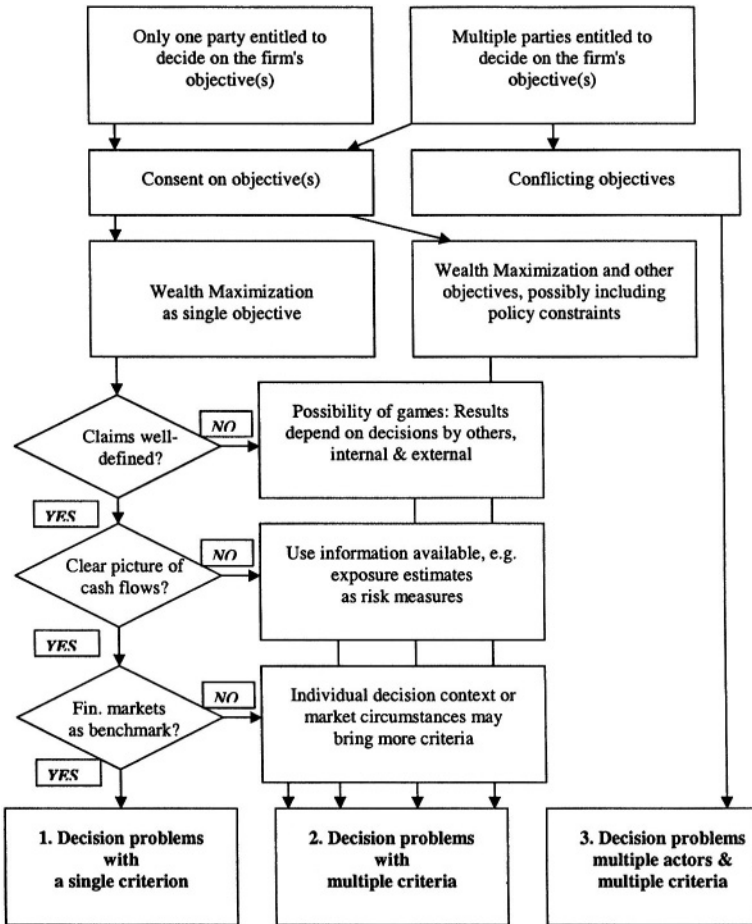 Only one party entitled to
decide on the firm's
objective(s)
Multiple parties entitled to
decide on the firm's
objective(s)
Consent on objective(s)
Conflicting objectives
Wealth Maximization
as single objective
Wealth Maximization and other
objectives, possibly including
policy constraints
Claims well-
defined?
NO
Possibility of games: Results
depend on decisions by others,
internal & external
YES
Clear picture of
cash flows?
NO
Use information available, e.g.
exposure estimates
as risk measures
YES
Fin. markets
as benchmark?
NO
Individual decision context or
market circumstances may
bring more criteria
YES
1. Decision problems
with
a single criterion
2. Decision problems
with
multiple criteria
3. Decision problems
multiple actors &
multiple criteria